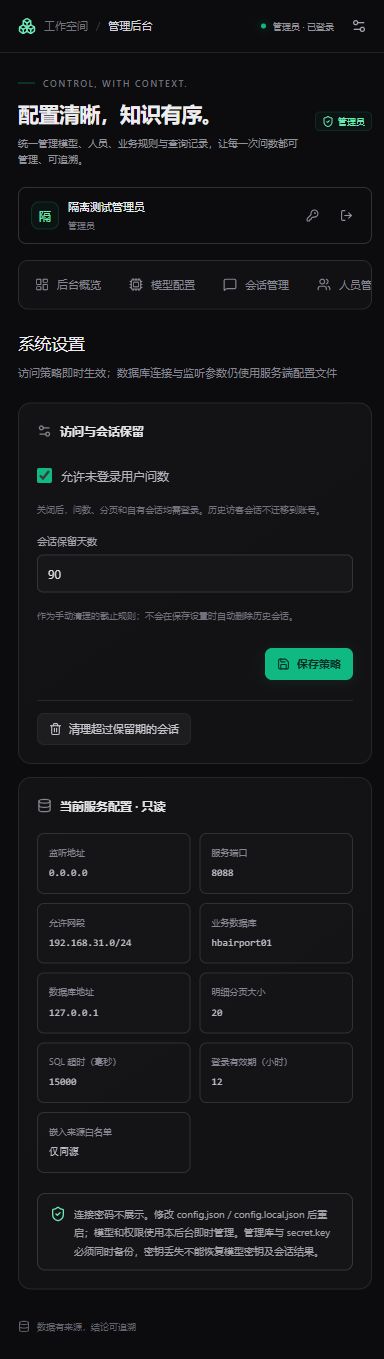 工作空间 / 管理后台
管理员 · 已登录
CONTROL, WITH CONTEXT.
配置清晰，知识有序。
管理员
统一管理模型、人员、业务规则与查询记录，让每一次问数都可
管理、可追溯。
隔
隔离测试管理员
管理员
后台概览
模型配置
会话管理
人员管
系统设置
访问策略即时生效；数据库连接与监听参数仍使用服务端配置文件
访问与会话保留
允许未登录用户问数
关闭后，问数、分页和自有会话均需登录。历史访客会话不迁移到账号。
会话保留天数
90
作为手动清理的截止规则；不会在保存设置时自动删除历史会话。
保存策略
清理超过保留期的会话
当前服务配置 · 只读
监听地址
0.0.0.0
服务端口
8088
允许网段
192.168.31.0/24
业务数据库
hbairport01
数据库地址
127.0.0.1
明细分页大小
20
SQL 超时（毫秒）
15000
登录有效期（小时）
12
嵌入来源白名单
仅同源
连接密码不展示。修改 config.json / config.local.json 后重
启；模型和权限使用本后台即时管理。管理库与 secret.key
必须同时备份，密钥丢失不能恢复模型密钥及会话结果。
数据有来源，结论可追溯